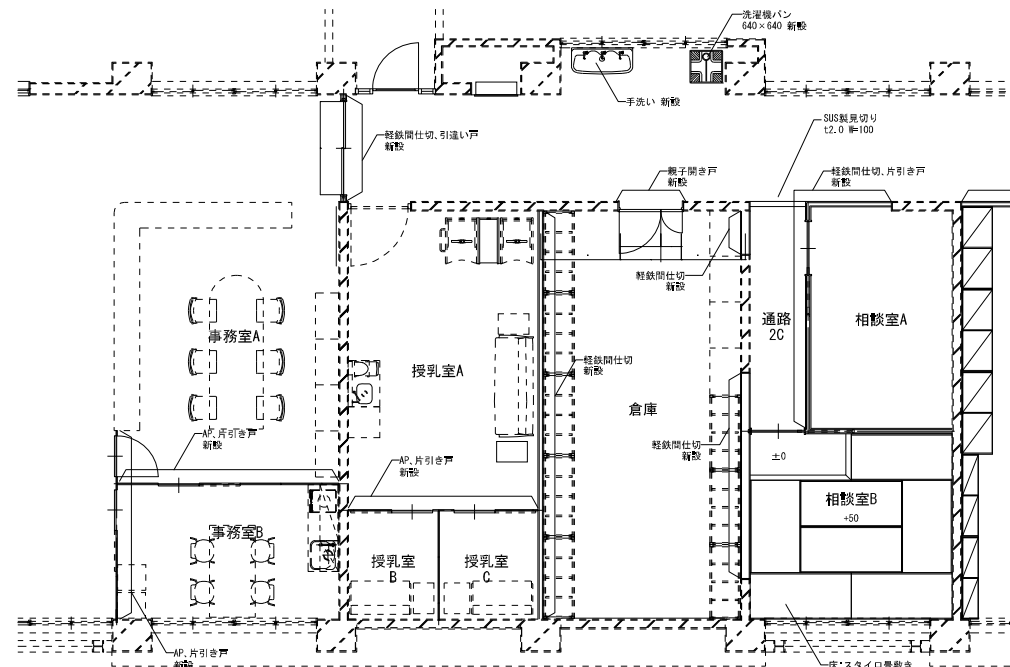 洗濯機パン
640×640 新設
手洗い 新設
SUS製見切り
t2.0 W=100
軽鉄間仕切、引違い戸
新設
親子開き戸
新設
軽鉄間仕切、片引き戸
新設
軽鉄間仕切
新設
事務室A
授乳室A
軽鉄間仕切
新設
倉庫
通路
2C
相談室A
AP、片引き戸
新設
AP、片引き戸
新設
軽鉄間仕切
新設
±0
相談室B
+50
事務室B
授乳室
B
授乳室
C
AP、片引き戸
新設
床:スタイロ畳敷き